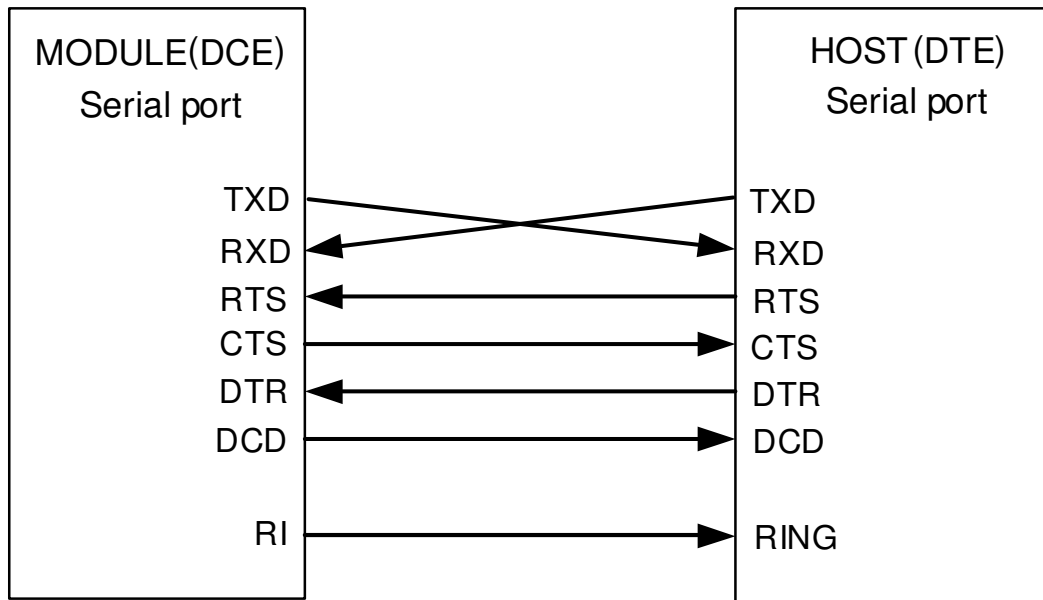 MODULE(DCE)
Serial port
TXD
RXD
RTS
CTS
DTR
DCD
RI
HOST (DTE)
Serial port
TXD
RXD
RTS
CTS
DTR
DCD
RING